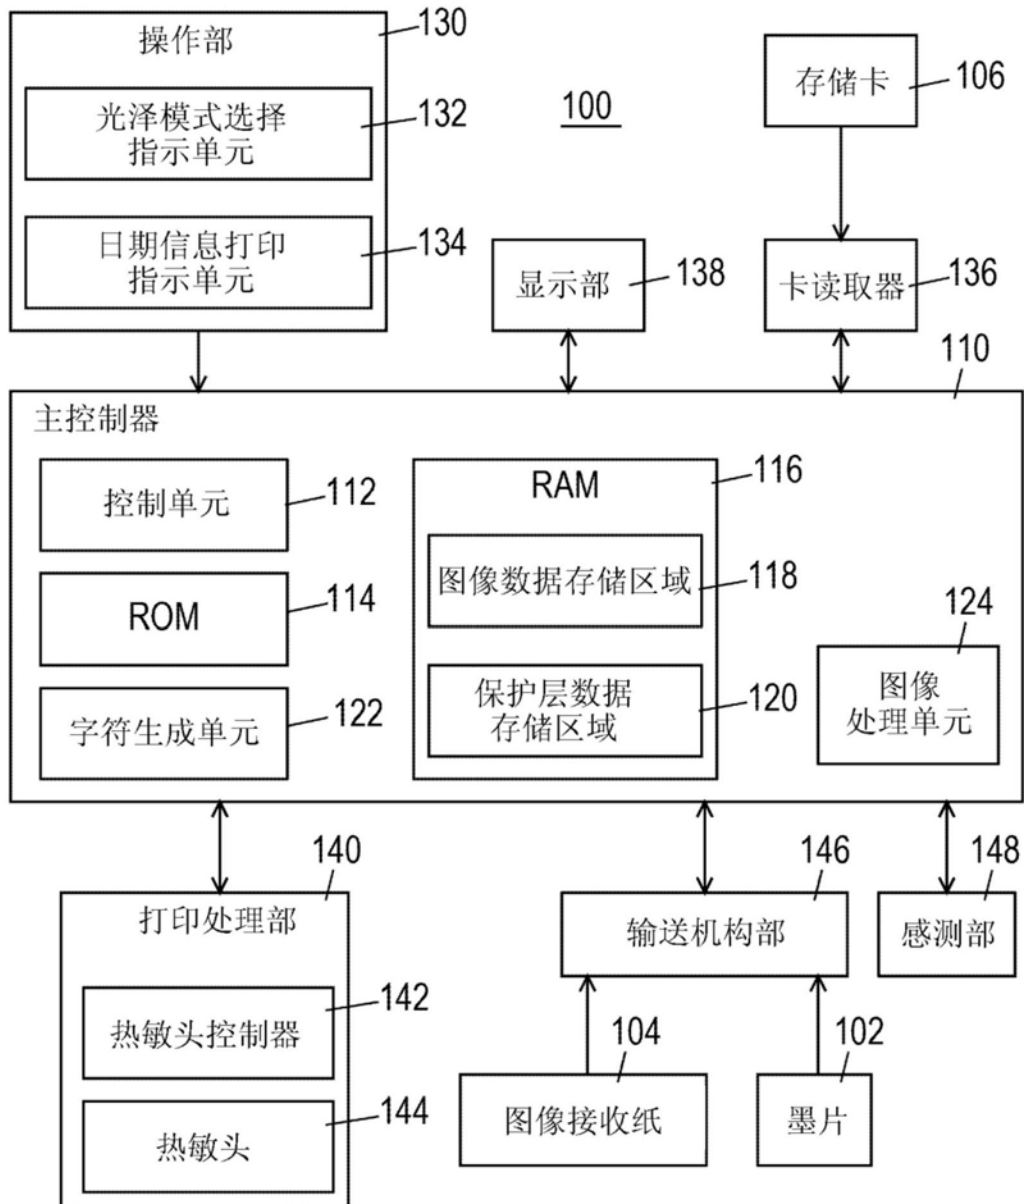 操作部
130
光泽模式选择
指示单元
132
日期信息打印
指示单元
134
100
存储卡
106
显示部
138
卡读取器
136
110
主控制器
控制单元
112
ROM
114
字符生成单元
122
RAM
116
图像数据存储区域
118
保护层数据
存储区域
120
124
图像
处理单元
140
打印处理部
热敏头控制器
142
热敏头
144
146
输送机构部
148
感测部
104
图像接收纸
102
墨片